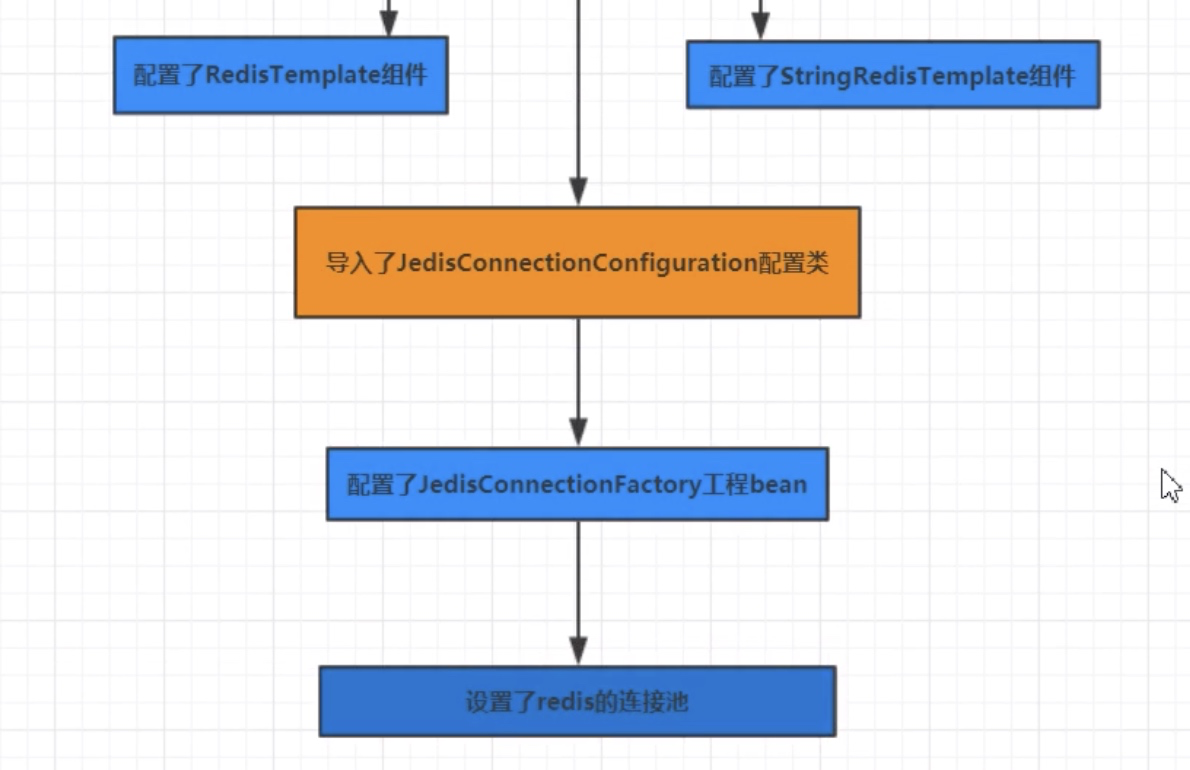 配置了RedisTemplate组件
配置了StringRedisTemplate组件
导入了JedisConnectionConfiguration配置类
配置了JedisConnectionFactory工程bean
设置了redis的连接池